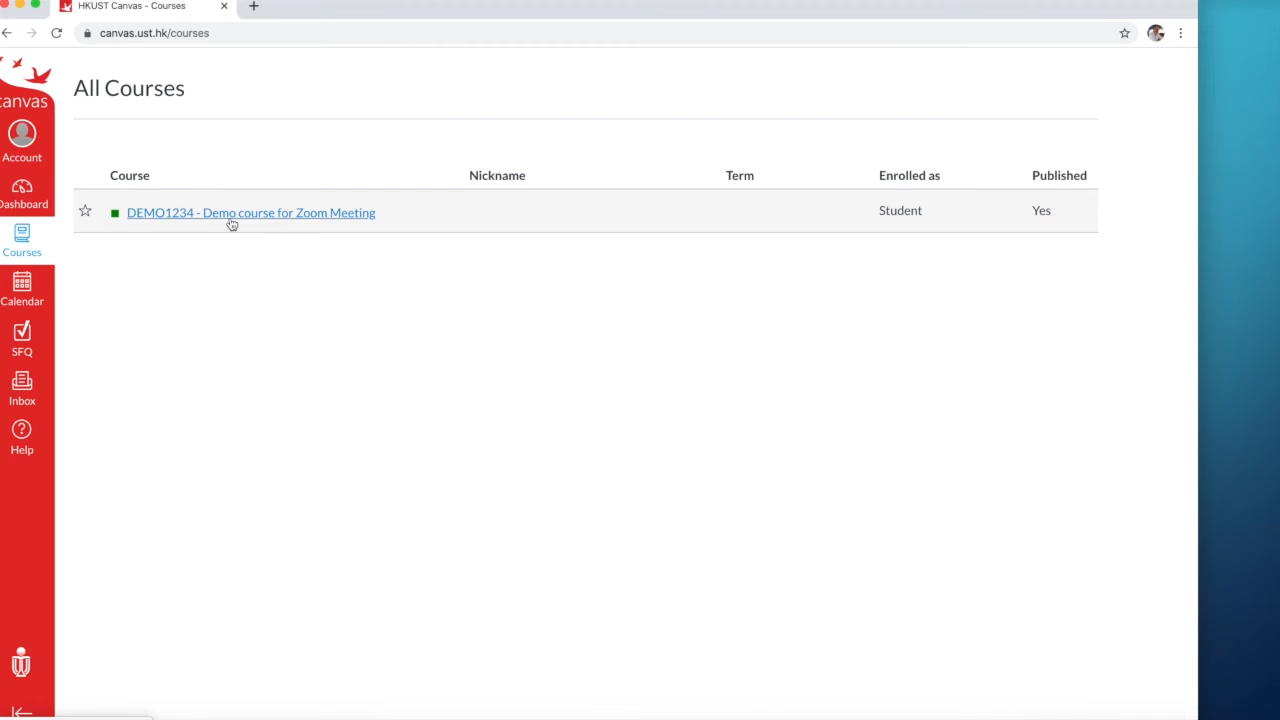 HKUST Canvas - Courses
canvas.ust.hk/courses
canvas
Account
Dashboard
Courses
Calendar
SFQ
Inbox
Help
All Courses
Course Nickname Term Enrolled as Published
DEMO1234 - Demo course for Zoom Meeting Student Yes